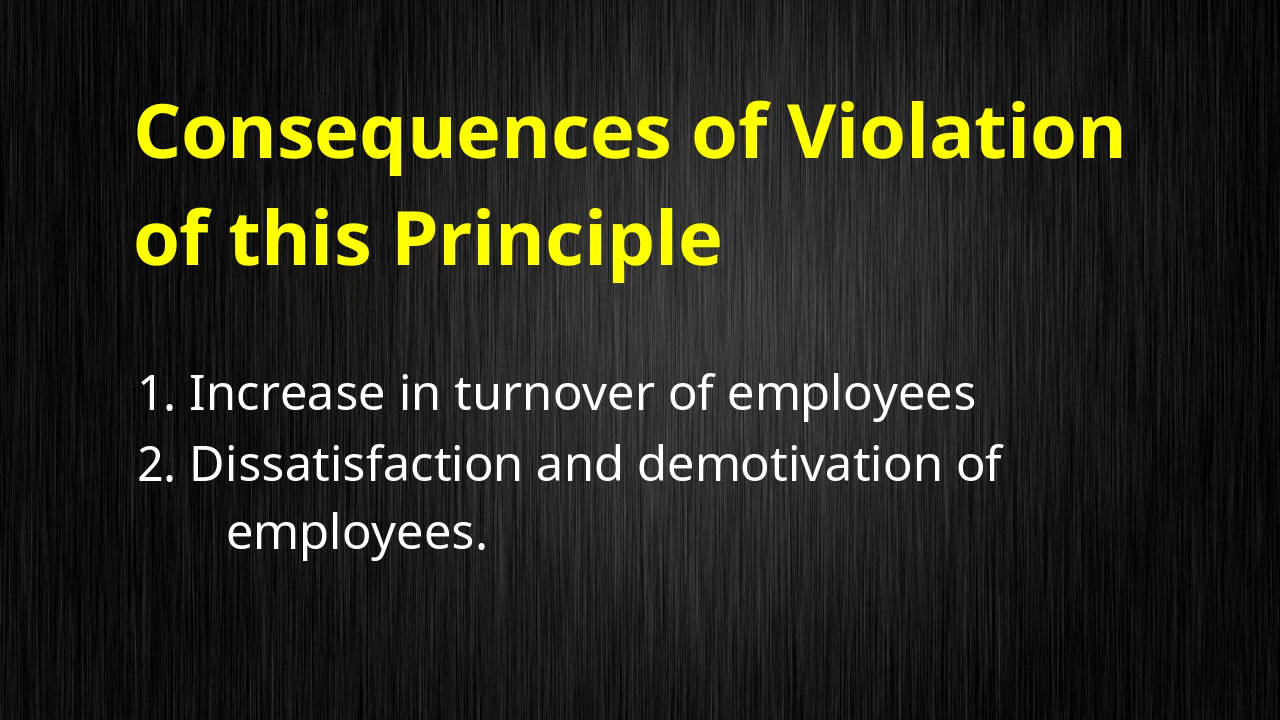 Consequences of Violation
of this Principle
1. Increase in turnover of employees
2. Dissatisfaction and demotivation of
employees.